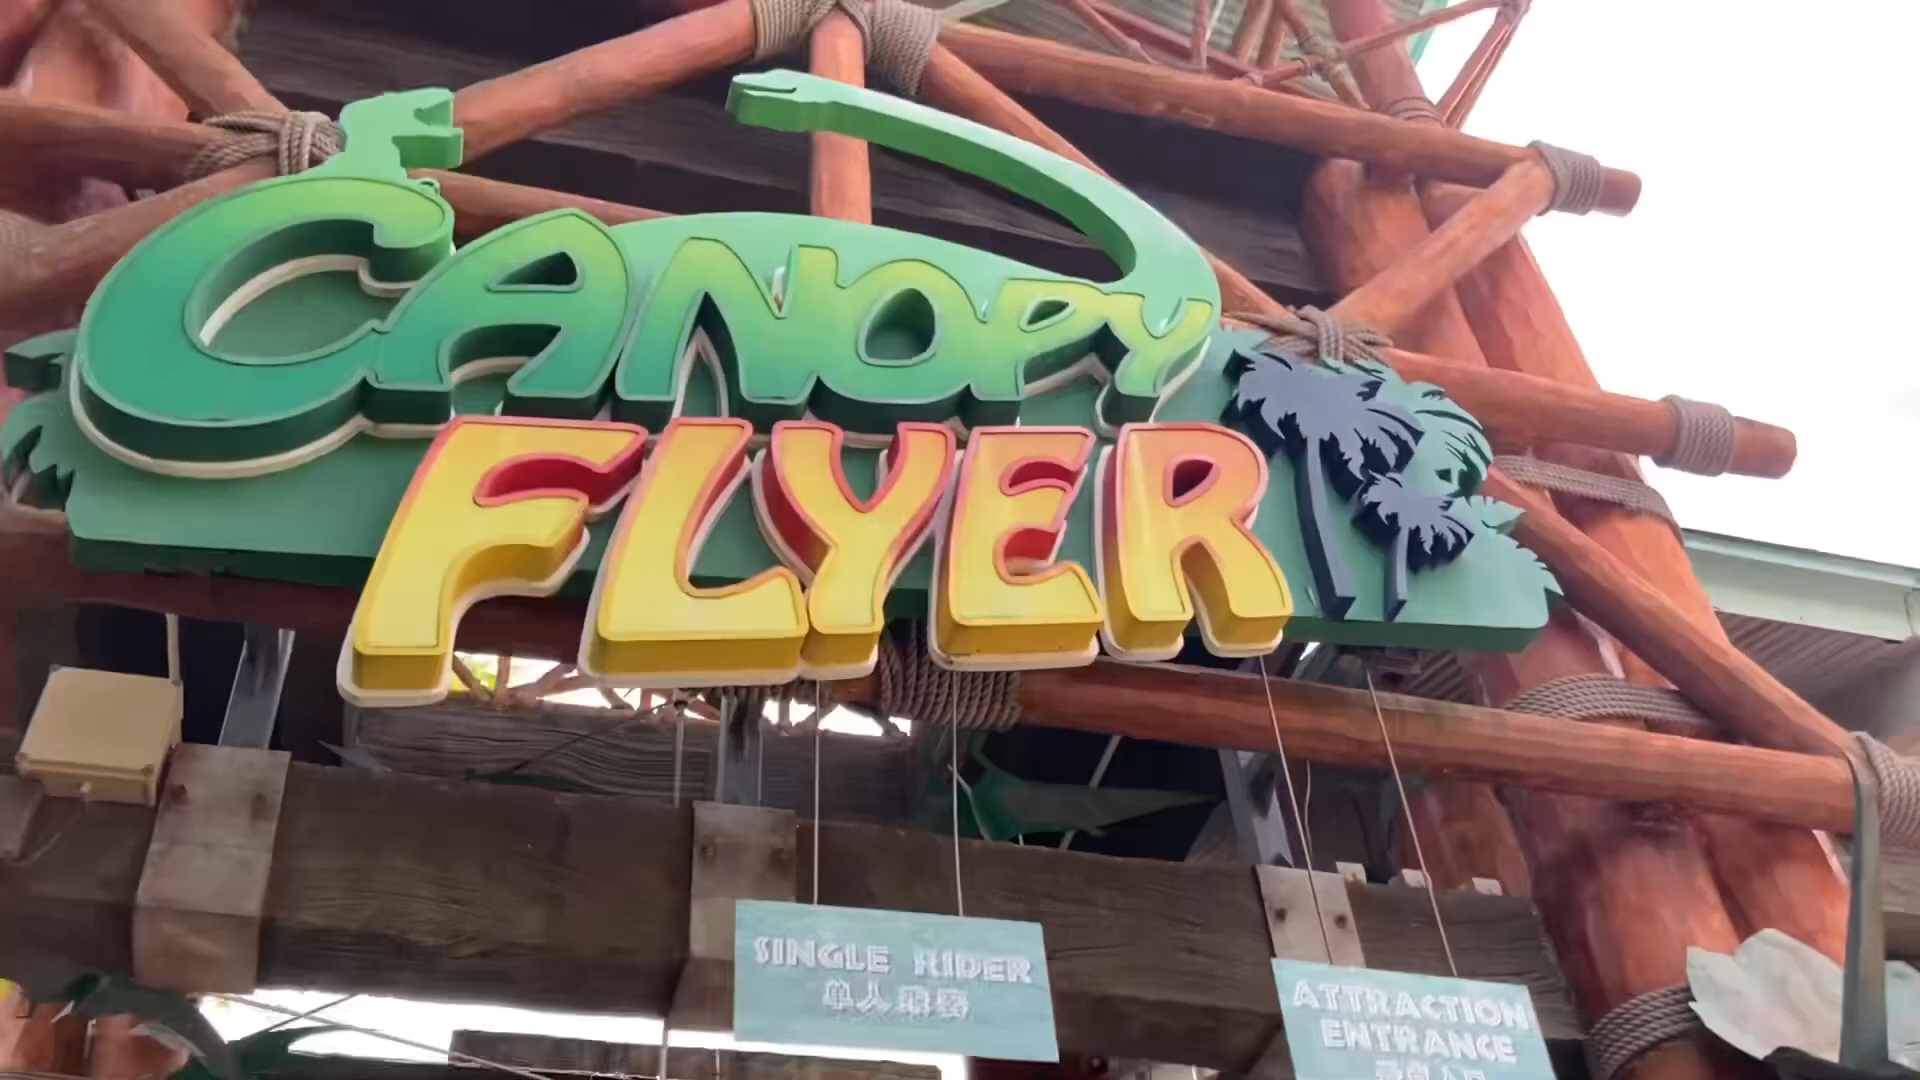 CANOPY
FLYER
SINGLE RIDER
单人乘客
ATTRACTION
ENTRANCE